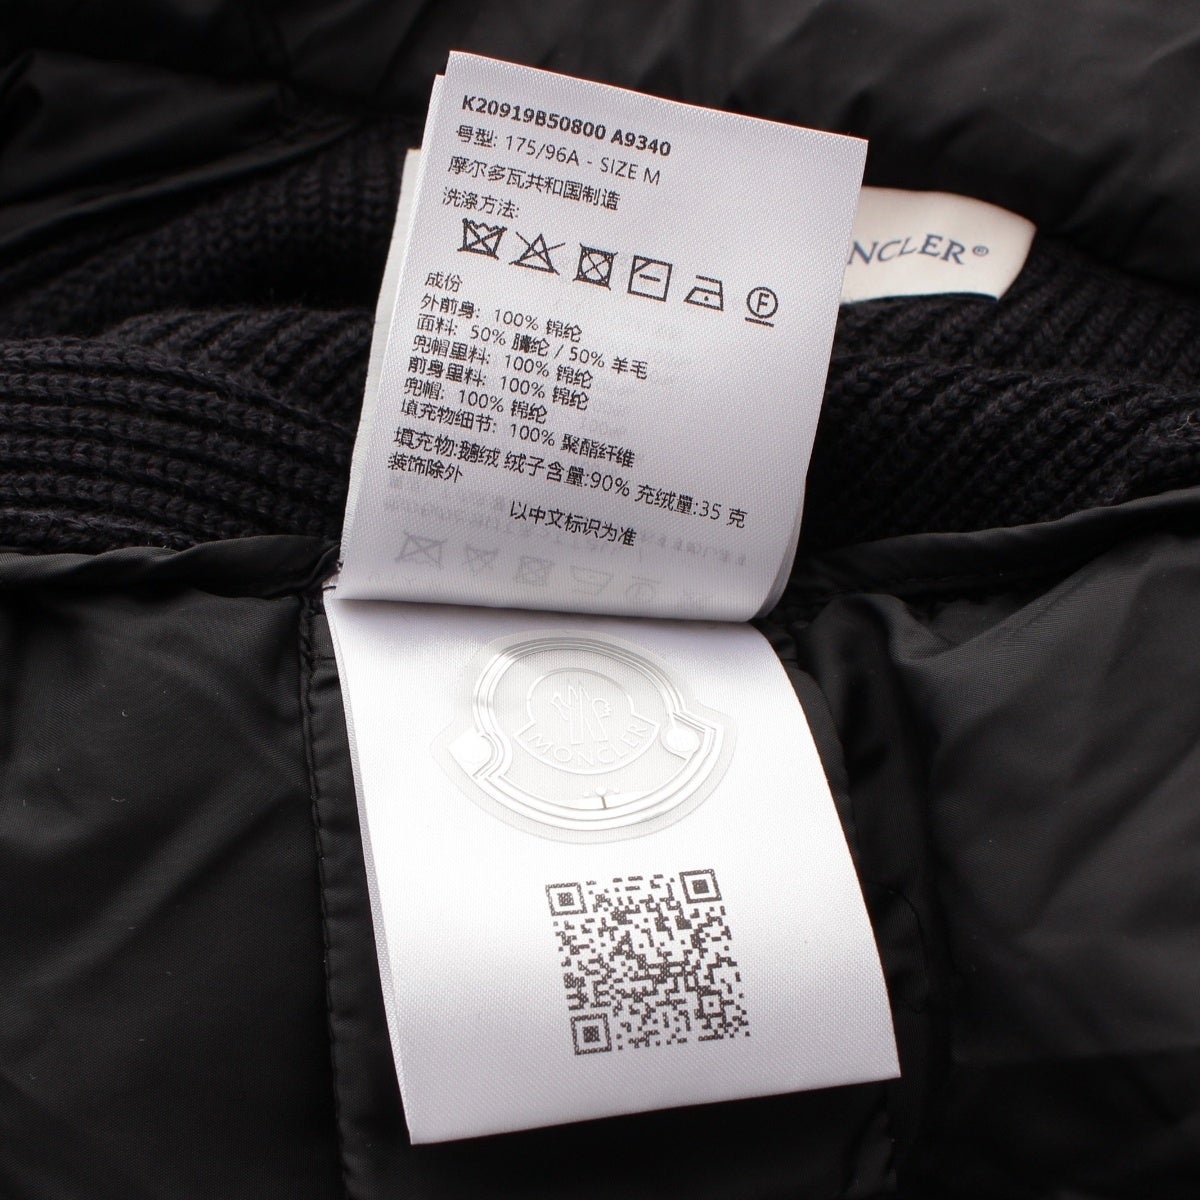 K20919B50800 A9340
号型: 175/96A - SIZE M
摩尔多瓦共和国制造
洗涤方法:
F
成份
外前身: 100% 锦纶
面料: 50% 腈纶 / 50% 羊毛
兜帽里料: 100% 锦纶
前身里料: 100% 锦纶
兜帽: 100% 锦纶
填充物细节: 100% 聚酯纤维
填充物:鹅绒 绒子含量:90% 充绒量:35 克
装饰除外
以中文标识为准
NCLER®
MONCLER